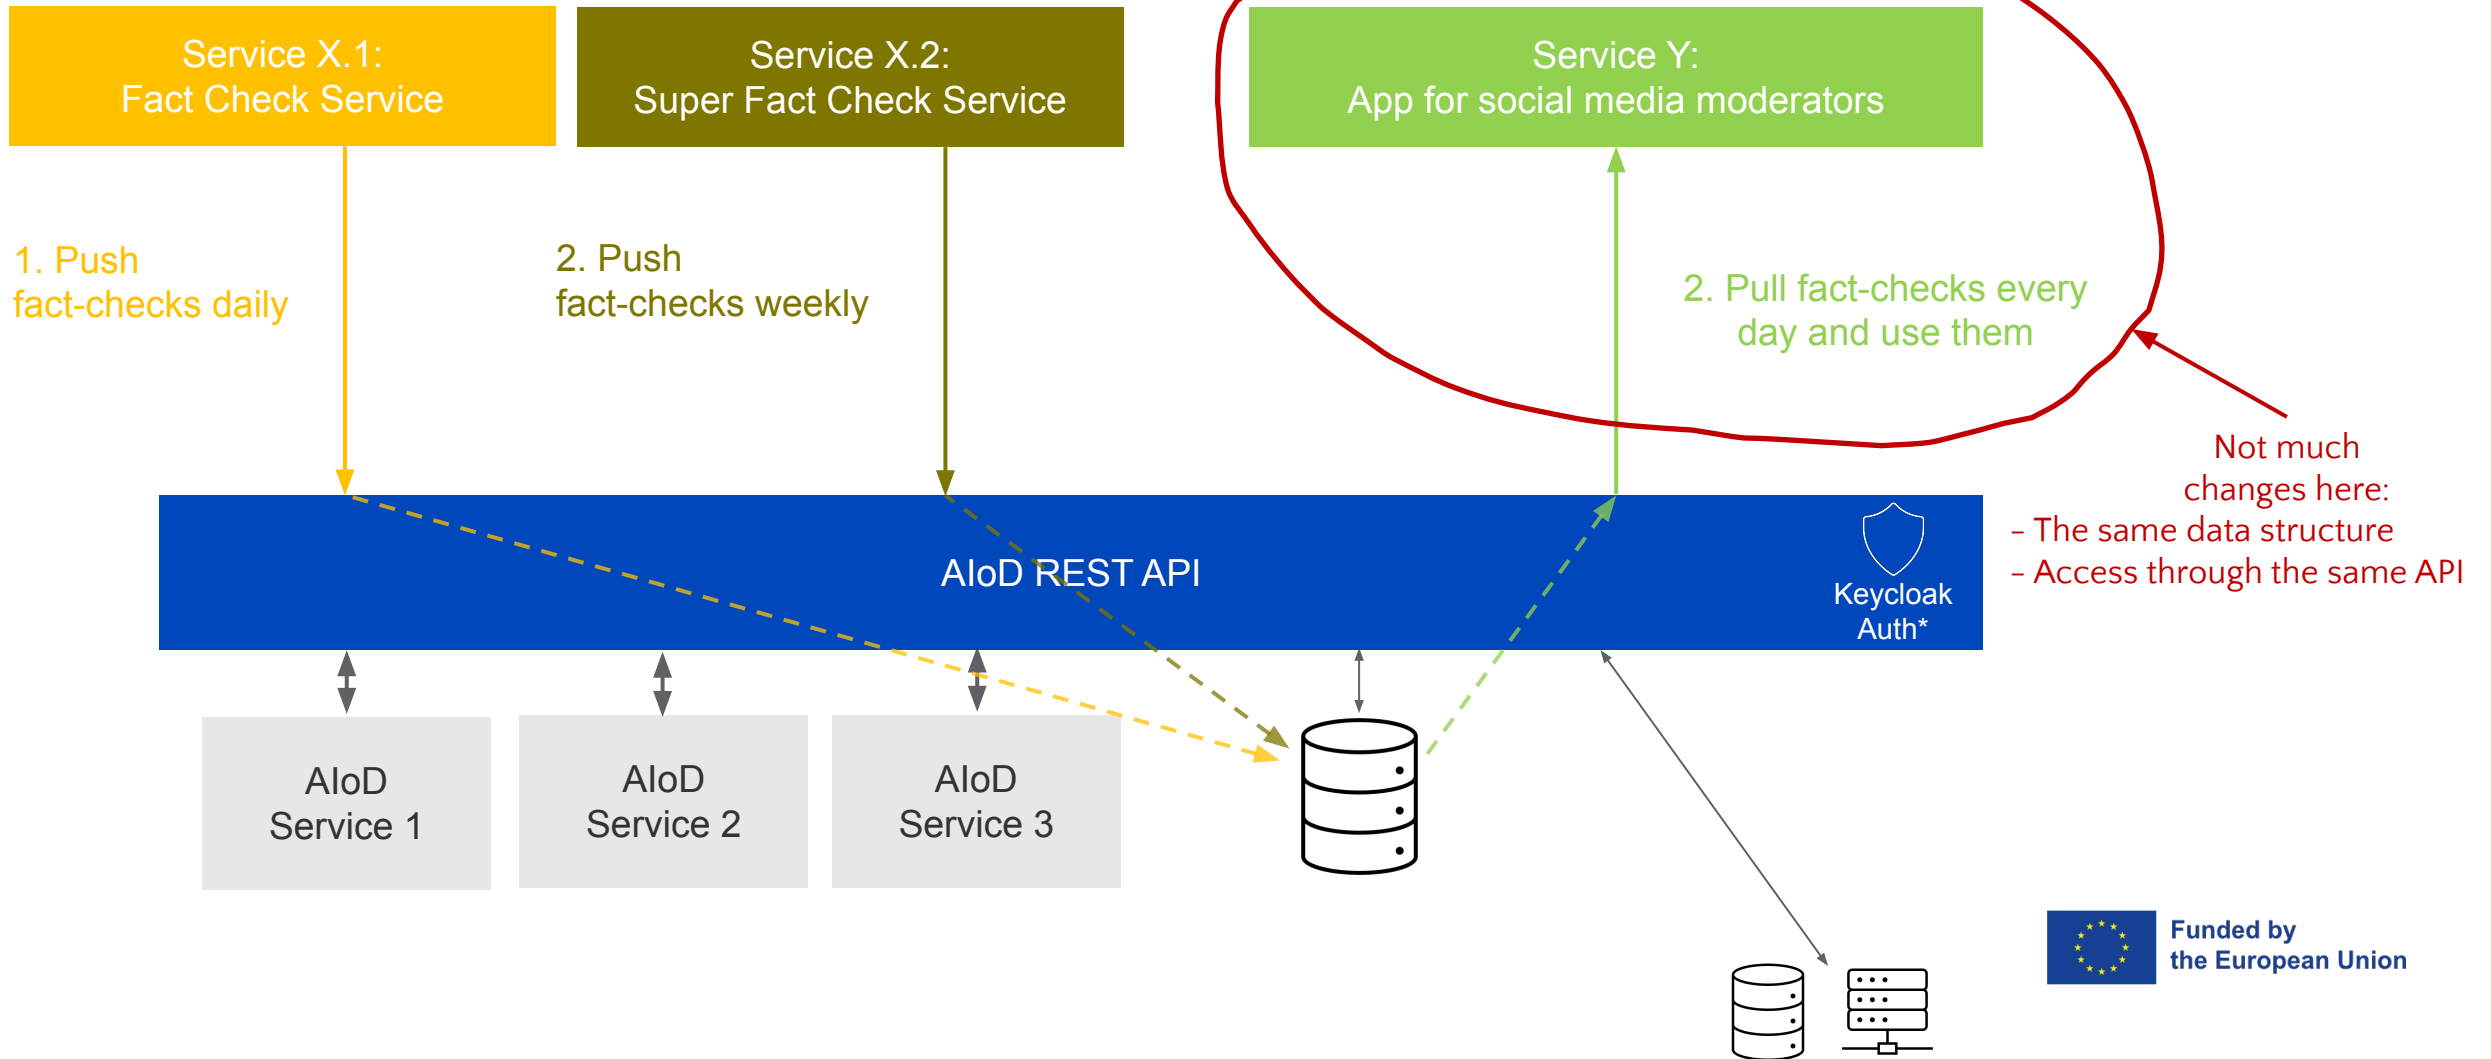 Service X.1:
Fact Check Service
Service X.2:
Super Fact Check Service
Service Y:
App for social media moderators
1. Push
fact-checks daily
2. Push
fact-checks weekly
2. Pull fact-checks every
day and use them
Not much
changes here:
- The same data structure
- Access through the same API
AIoD REST API
Keycloak
Auth*
AIoD
Service 1
AIoD
Service 2
AIoD
Service 3
Funded by
the European Union